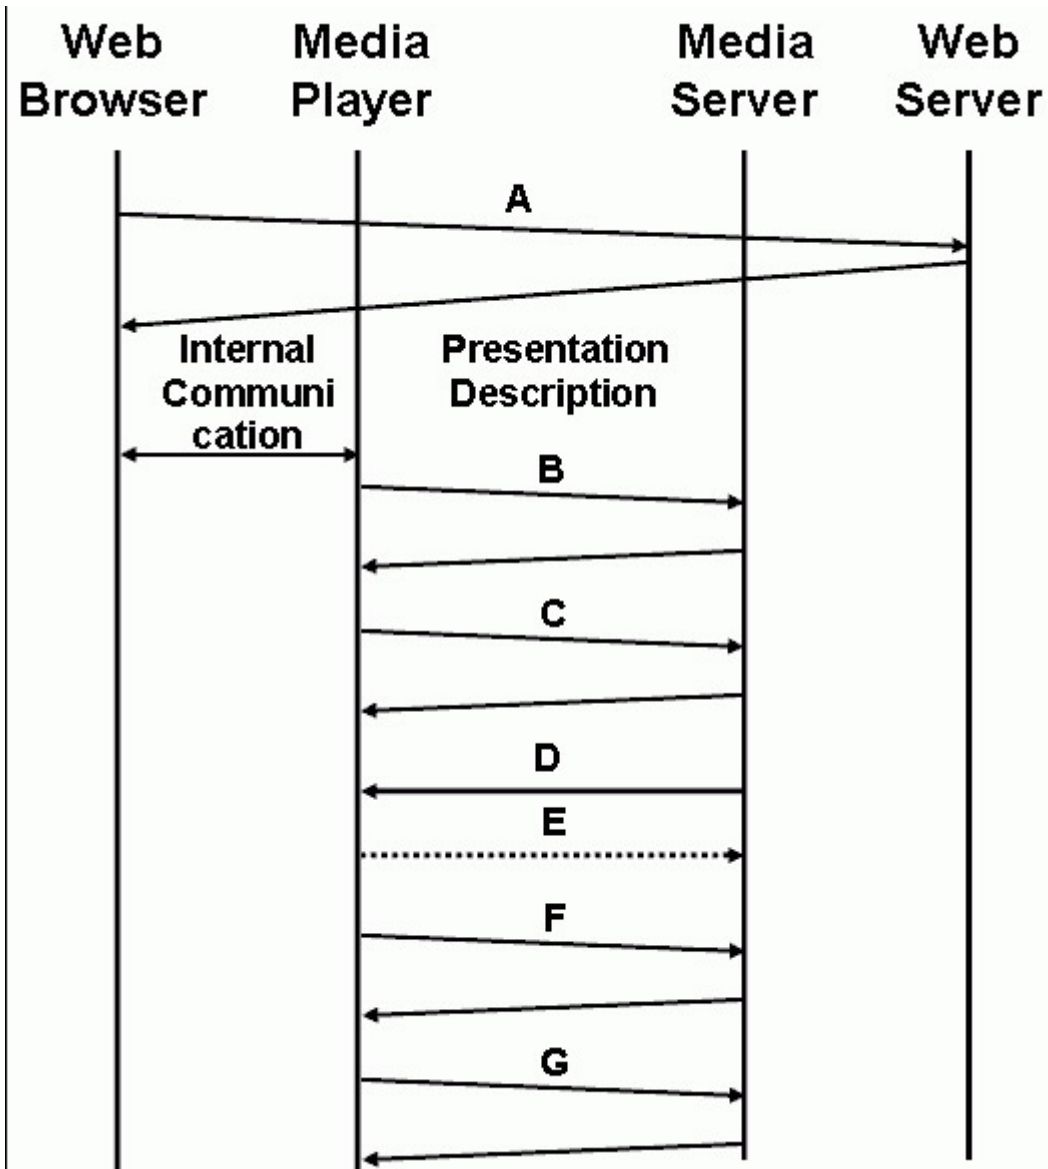 Web Browser
Media Player
Media Server
Web Server
A
Internal
Communi
cation
Presentation
Description
B
C
D
E
F
G